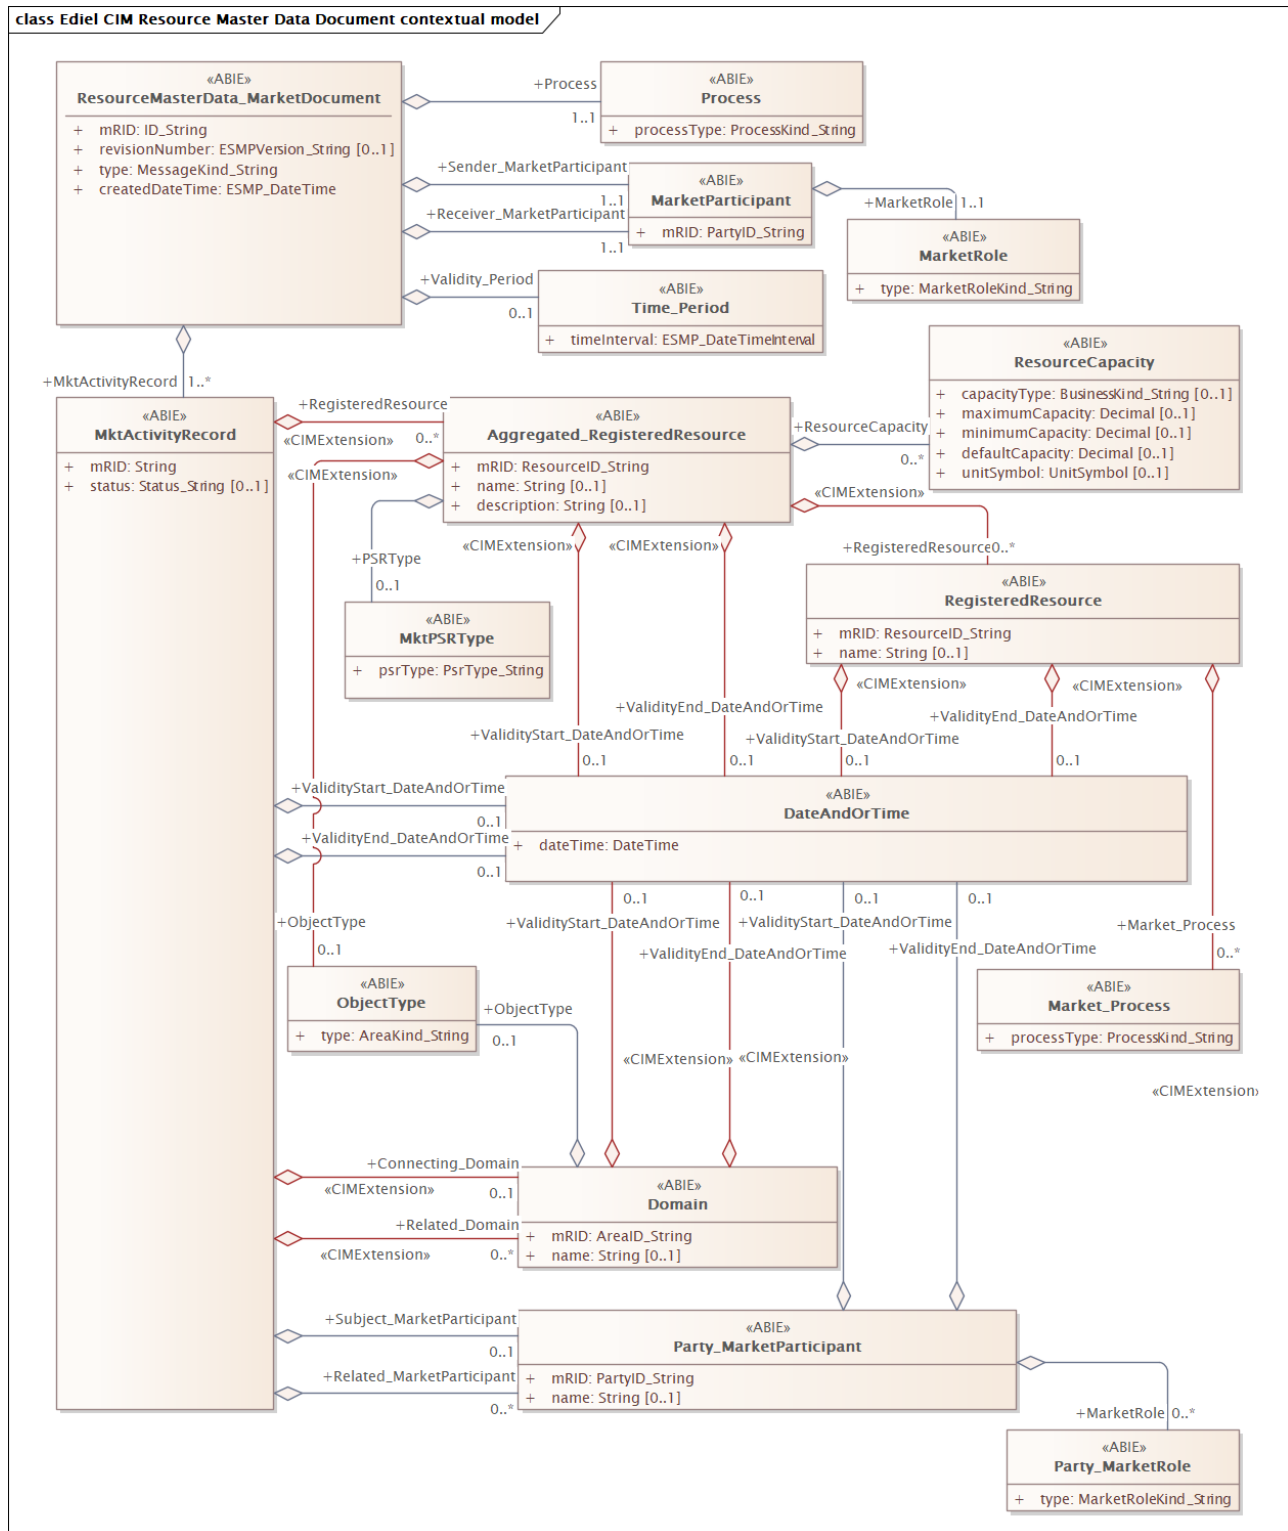 class Ediel CIM Resource Master Data Document contextual model
«ABIE»
ResourceMasterData_MarketDocument
+ mRID: ID_String
+ revisionNumber: ESMPVersion_String [0..1]
+ type: MessageKind_String
+ createdDateTime: ESMP_DateTime
+Process
1..1
«ABIE»
Process
+ processType: ProcessKind_String
+Sender_MarketParticipant
1..1
+Receiver_MarketParticipant
1..1
«ABIE»
MarketParticipant
+ mRID: PartyID_String
+MarketRole 1..1
«ABIE»
MarketRole
+ type: MarketRoleKind_String
+Validity_Period
0..1
«ABIE»
Time_Period
+ timeInterval: ESMP_DateTimeInterval
+MktActivityRecord 1..*
«ABIE»
MktActivityRecord
+ mRID: String
+ status: Status_String [0..1]
+RegisteredResource
«CIMExtension» 0..*
«CIMExtension»
«ABIE»
Aggregated_RegisteredResource
+ mRID: ResourceID_String
+ name: String [0..1]
+ description: String [0..1]
+ResourceCapacity
0..*
«ABIE»
ResourceCapacity
+ capacityType: BusinessKind_String [0..1]
+ maximumCapacity: Decimal [0..1]
+ minimumCapacity: Decimal [0..1]
+ defaultCapacity: Decimal [0..1]
+ unitSymbol: UnitSymbol [0..1]
«CIMExtension»
+RegisteredResource 0..*
«CIMExtension»
«CIMExtension»
+PSRType
0..1
«ABIE»
MktPSRType
+ psrType: PsrType_String
«ABIE»
RegisteredResource
+ mRID: ResourceID_String
+ name: String [0..1]
«CIMExtension»
«CIMExtension»
+ValidityEnd_DateAndOrTime
+ValidityEnd_DateAndOrTime
+ValidityStart_DateAndOrTime
+ValidityStart_DateAndOrTime
0..1
0..1
0..1
0..1
+ValidityStart_DateAndOrTime
0..1
+ValidityEnd_DateAndOrTime
0..1
«ABIE»
DateAndOrTime
+ dateTime: DateTime
0..1
0..1
0..1
0..1
+ValidityStart_DateAndOrTime
+ValidityStart_DateAndOrTime
+ValidityEnd_DateAndOrTime
+ValidityEnd_DateAndOrTime
+ObjectType
0..1
+Market_Process
0..*
«ABIE»
ObjectType
+ type: AreaKind_String
+ObjectType
0..1
«ABIE»
Market_Process
+ processType: ProcessKind_String
«CIMExtension»
«CIMExtension»
«CIMExtension»
+Connecting_Domain
«CIMExtension» 0..1
+Related_Domain
«CIMExtension» 0..*
«ABIE»
Domain
+ mRID: AreaID_String
+ name: String [0..1]
+Subject_MarketParticipant
0..1
+Related_MarketParticipant
0..*
«ABIE»
Party_MarketParticipant
+ mRID: PartyID_String
+ name: String [0..1]
+MarketRole 0..*
«ABIE»
Party_MarketRole
+ type: MarketRoleKind_String